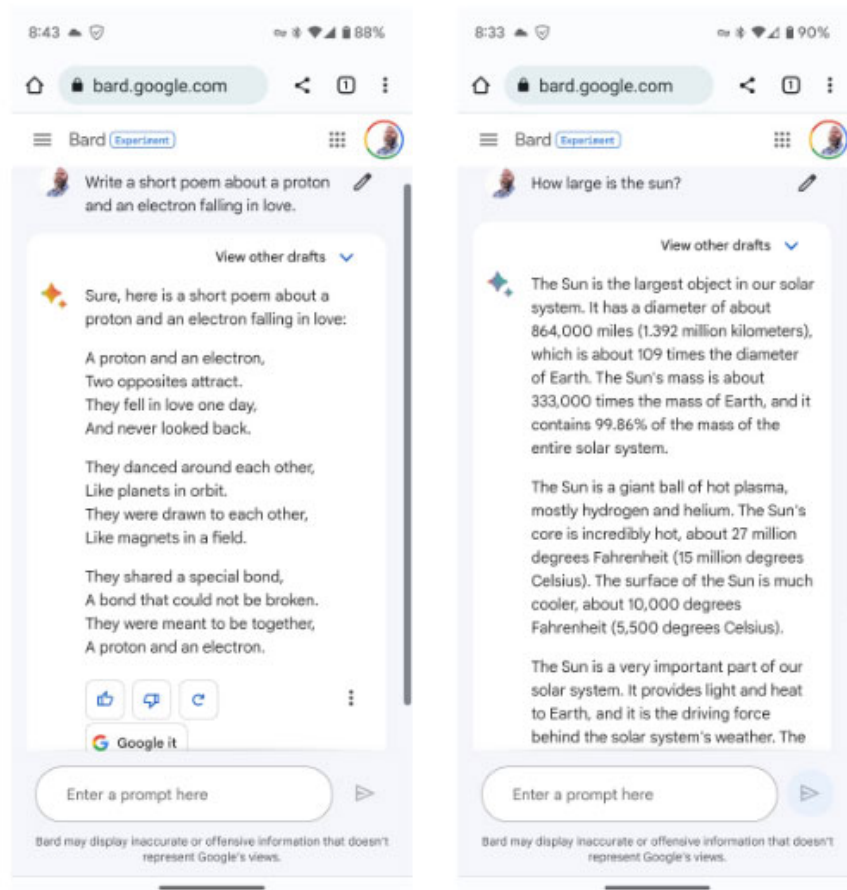 8:43
88%
bard.google.com
1
Bard Experiment
Write a short poem about a proton
and an electron falling in love.
View other drafts
Sure, here is a short poem about a
proton and an electron falling in love:
A proton and an electron,
Two opposites attract.
They fell in love one day,
And never looked back.
They danced around each other,
Like planets in orbit.
They were drawn to each other,
Like magnets in a field.
They shared a special bond,
A bond that could not be broken.
They were meant to be together,
A proton and an electron.
G Google it
Enter a prompt here
Bard may display inaccurate or offensive information that doesn't
represent Google's views.
8:33
90%
bard.google.com
1
Bard Experiment
How large is the sun?
View other drafts
The Sun is the largest object in our solar
system. It has a diameter of about
864,000 miles (1.392 million kilometers),
which is about 109 times the diameter
of Earth. The Sun's mass is about
333,000 times the mass of Earth, and it
contains 99.86% of the mass of the
entire solar system.
The Sun is a giant ball of hot plasma,
mostly hydrogen and helium. The Sun's
core is incredibly hot, about 27 million
degrees Fahrenheit (15 million degrees
Celsius). The surface of the Sun is much
cooler, about 10,000 degrees
Fahrenheit (5,500 degrees Celsius).
The Sun is a very important part of our
solar system. It provides light and heat
to Earth, and it is the driving force
behind the solar system's weather. The
Enter a prompt here
Bard may display inaccurate or offensive information that doesn't
represent Google's views.